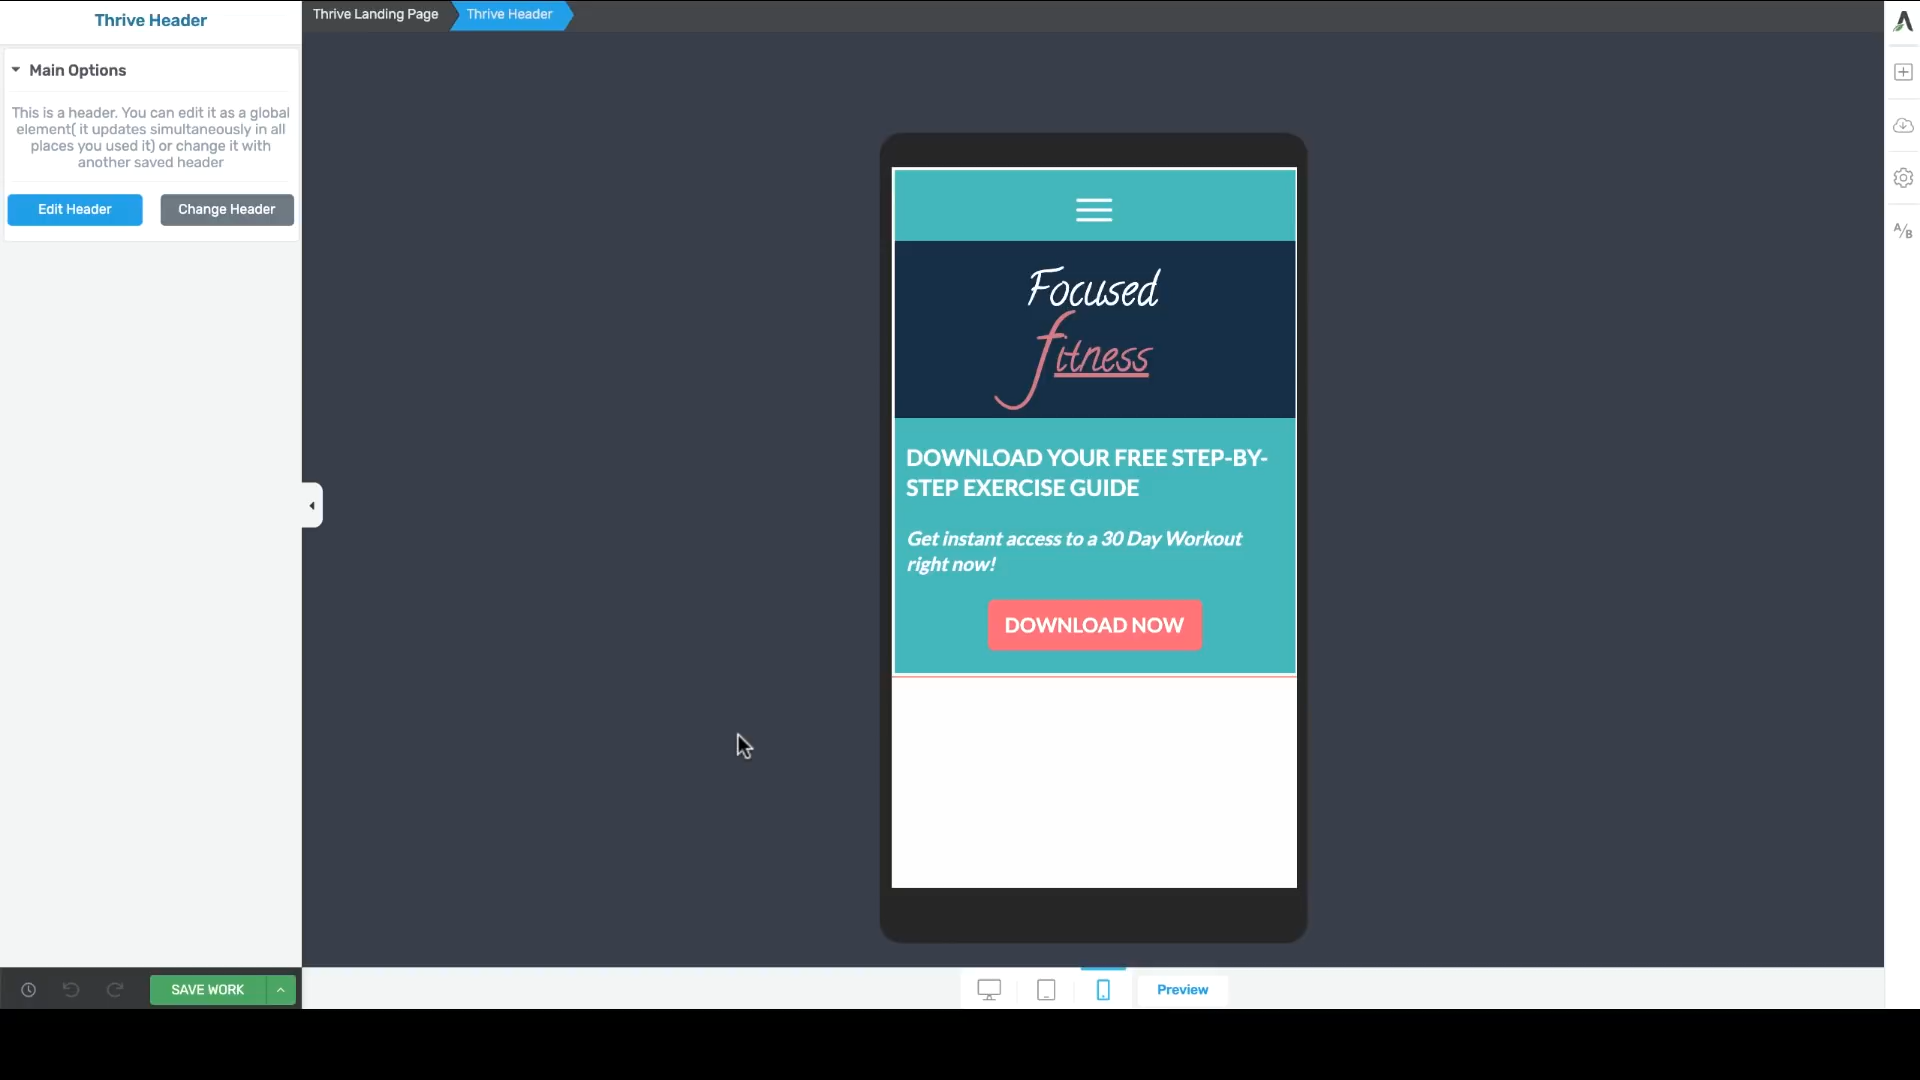 Thrive Header
Thrive Landing Page
Thrive Header
Main Options
This is a header. You can edit it as a global
element( it updates simultaneously in all
places you used it) or change it with
another saved header
Edit Header
Change Header
Focused
fitness
DOWNLOAD YOUR FREE STEP-BY-
STEP EXERCISE GUIDE
Get instant access to a 30 Day Workout
right now!
DOWNLOAD NOW
A/B
SAVE WORK
Preview